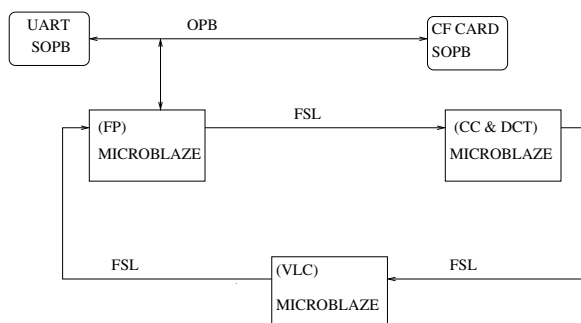 UART
SOPB
OPB
CF CARD
SOPB
(FP)
MICROBLAZE
FSL
(CC & DCT)
MICROBLAZE
FSL
(VLC)
MICROBLAZE
FSL